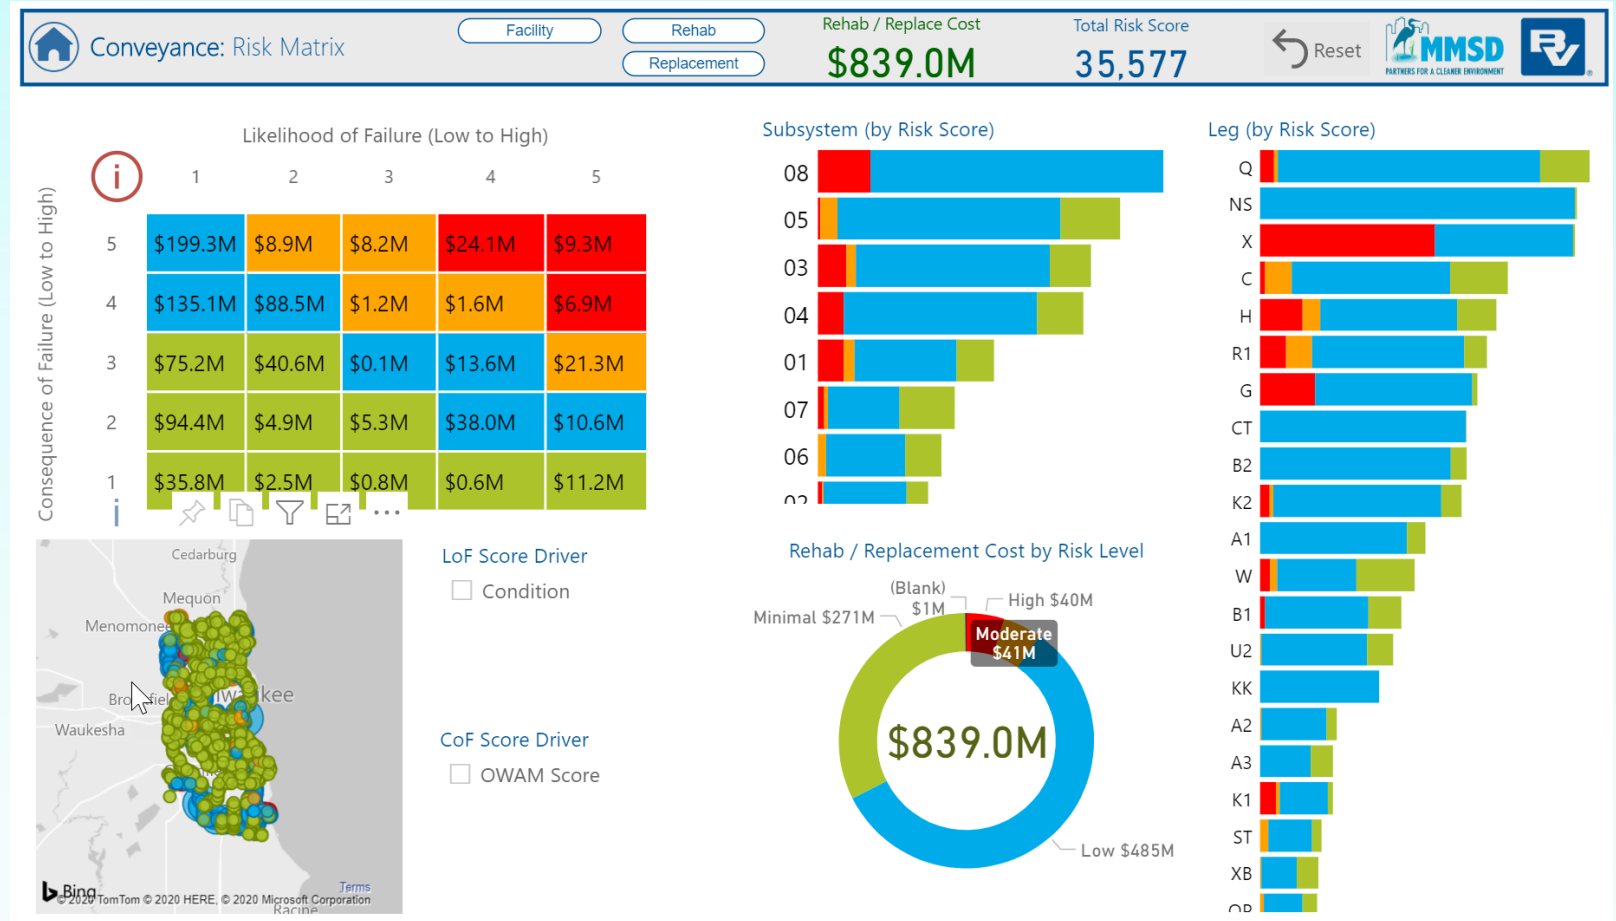 Conveyance: Risk Matrix
Facility
Rehab
Replacement
Rehab / Replace Cost
$839.0M
Total Risk Score
35,577
Reset
MMSD
PARTNERS FOR A CLEANER ENVIRONMENT
RV
Likelihood of Failure (Low to High)
i
1 2 3 4 5
Consequence of Failure (Low to High)
5 $199.3M $8.9M $8.2M $24.1M $9.3M
4 $135.1M $88.5M $1.2M $1.6M $6.9M
3 $75.2M $40.6M $0.1M $13.6M $21.3M
2 $94.4M $4.9M $5.3M $38.0M $10.6M
1 $35.8M $2.5M $0.8M $0.6M $11.2M
i
Cedarburg
Mequon
Menomonee
Waukesha
Bing
© 2020 TomTom © 2020 HERE, © 2020 Microsoft Corporation
Terms
Racine
LoF Score Driver
Condition
CoF Score Driver
OWAM Score
Subsystem (by Risk Score)
08
05
03
04
01
07
06
02
Rehab / Replacement Cost by Risk Level
(Blank)
$1M
High $40M
Minimal $271M
Moderate
$41M
$839.0M
Low $485M
Leg (by Risk Score)
Q
NS
X
C
H
R1
G
CT
B2
K2
A1
W
B1
U2
KK
A2
A3
K1
ST
XB